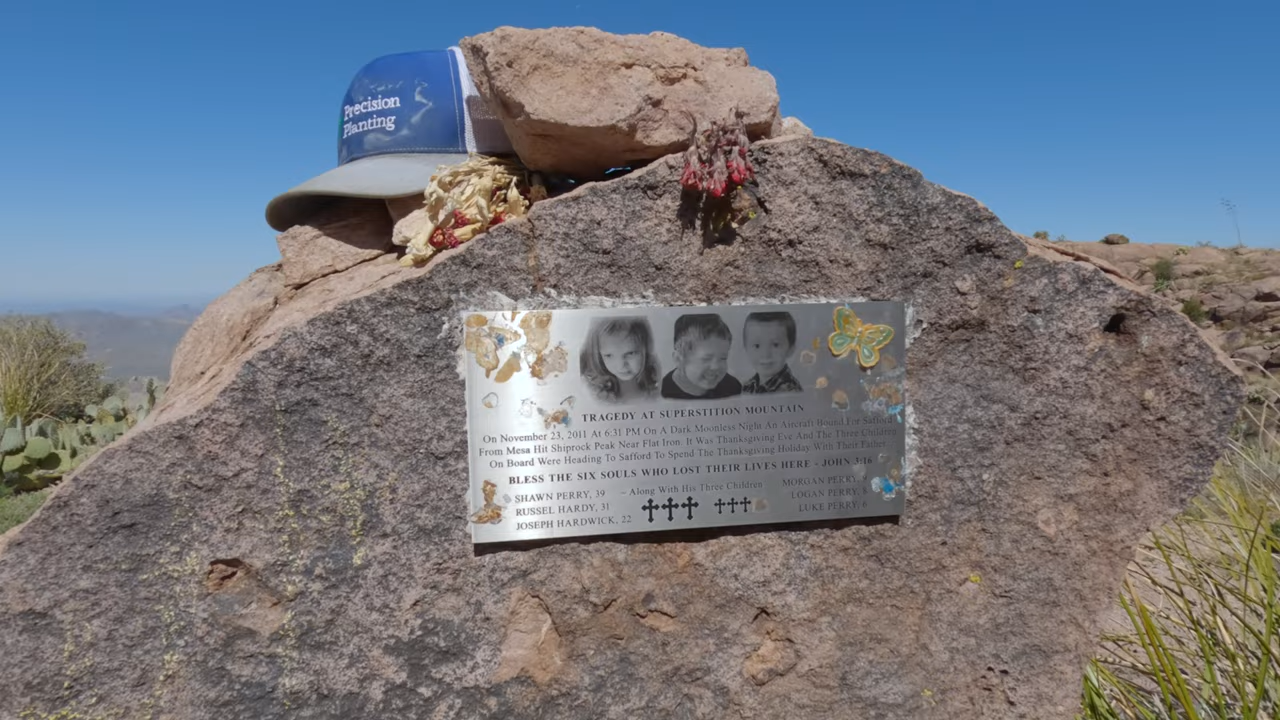 Precision
Planting
TRAGEDY AT SUPERSTITION MOUNTAIN
On November 23, 2011 At 6:31 PM On A Dark Moonless Night An Aircraft Bound For Safford
From Mesa Hit Shiprock Peak Near Flat Iron. It Was Thanksgiving Eve And The Three Children
On Board Were Heading To Safford To Spend The Thanksgiving Holiday With Their Father
BLESS THE SIX SOULS WHO LOST THEIR LIVES HERE - JOHN 3:16
SHAWN PERRY, 39 ~ Along With His Three Children MORGAN PERRY, 9
RUSSEL HARDY, 31 LOGAN PERRY, 8
JOSEPH HARDWICK, 22 LUKE PERRY, 6